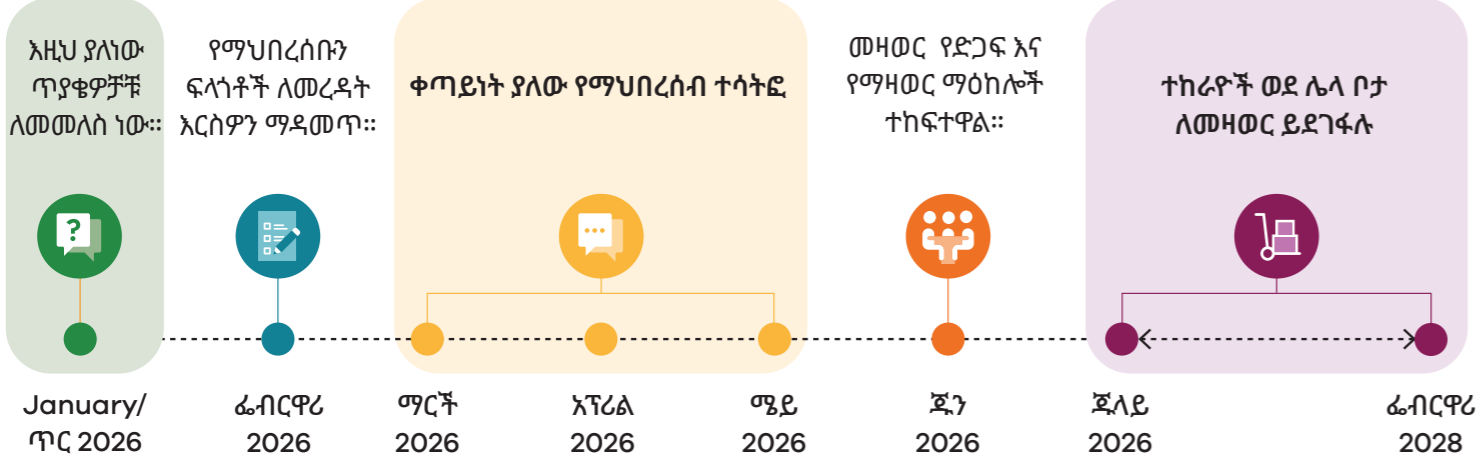 እዚህ ያለነው
ጥያቄዎቻቹ
ለመመለስ ነው።
የማህበረሰቡን
ፍላጎቶች ለመረዳት
እርስዎን ማዳመጥ።
ቀጣይነት ያለው የማህበረሰብ ተሳትፎ
መዛወር የድጋፍ እና
የማዛወር ማዕከሎች
ተከፍተዋል።
ተከራዮች ወደ ሌላ ቦታ
ለመዛወር ይደገፋሉ
?
January/
ጥር 2026
ፌብርዋሪ
2026
ማርች
2026
አፕሪል
2026
ሜይ
2026
ጁን
2026
ጁላይ
2026
ፌብርዋሪ
2028